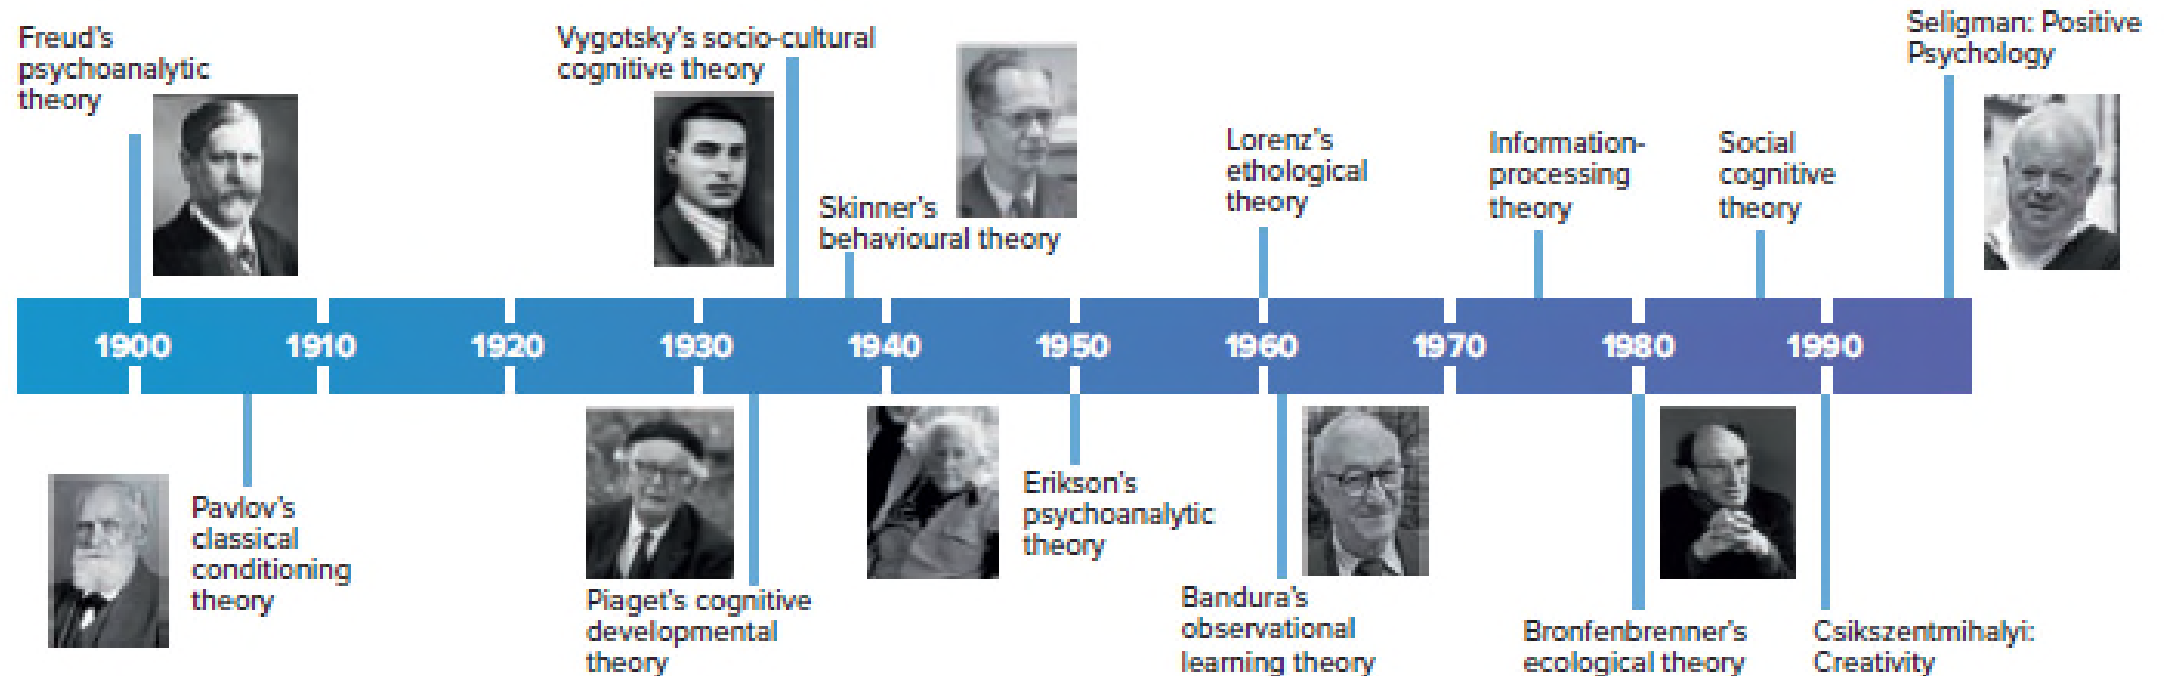 Freud's
psychoanalytic
theory
Vygotsky's socio-cultural
cognitive theory
Skinner's
behavioural theory
Lorenz's
ethological
theory
Information-
processing
theory
Social
cognitive
theory
Seligman: Positive
Psychology
1900
1910
1920
1930
1940
1950
1960
1970
1980
1990
Pavlov's
classical
conditioning
theory
Piaget's cognitive
developmental
theory
Erikson's
psychoanalytic
theory
Bandura's
observational
learning theory
Bronfenbrenner's
ecological theory
Csikszentmihalyi:
Creativity